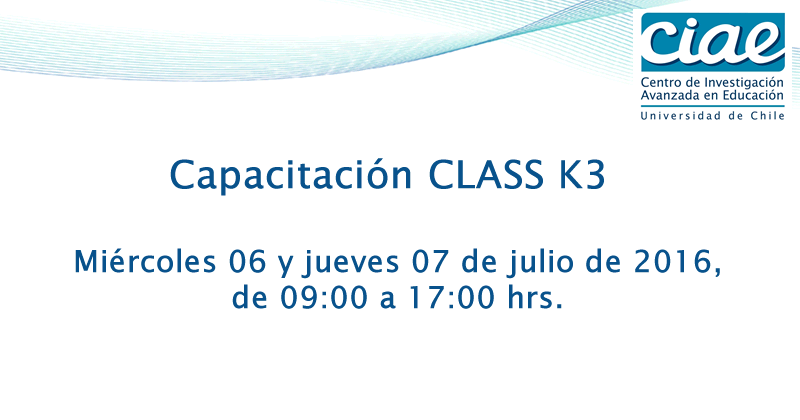 ciae
Centro de Investigación
Avanzada en Educación
Universidad de Chile
Capacitación CLASS K3
Miércoles 06 y jueves 07 de julio de 2016,
de 09:00 a 17:00 hrs.